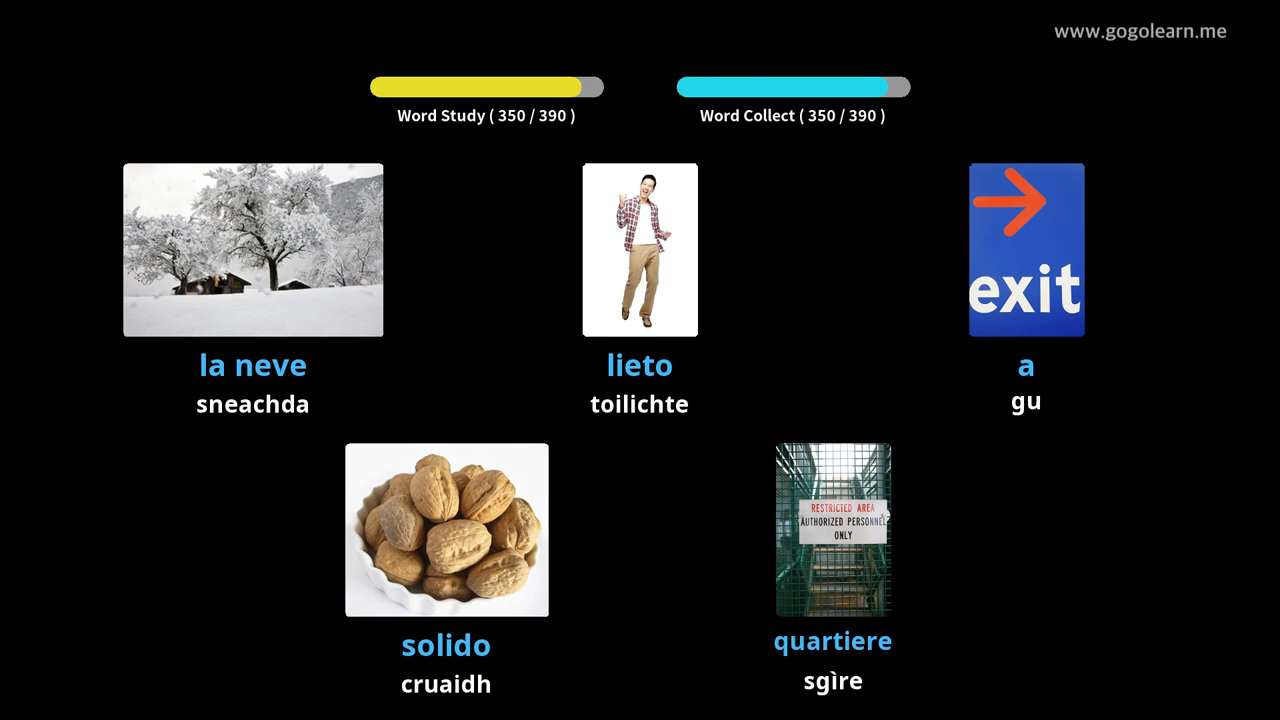 www.gogolearn.me
Word Study ( 350 / 390 )
Word Collect ( 350 / 390 )
exit
la neve
sneachda
lieto
toilichte
a
gu
RESTRICTED AREA
AUTHORIZED PERSONNEL
ONLY
solido
cruaidh
quartiere
sgìre